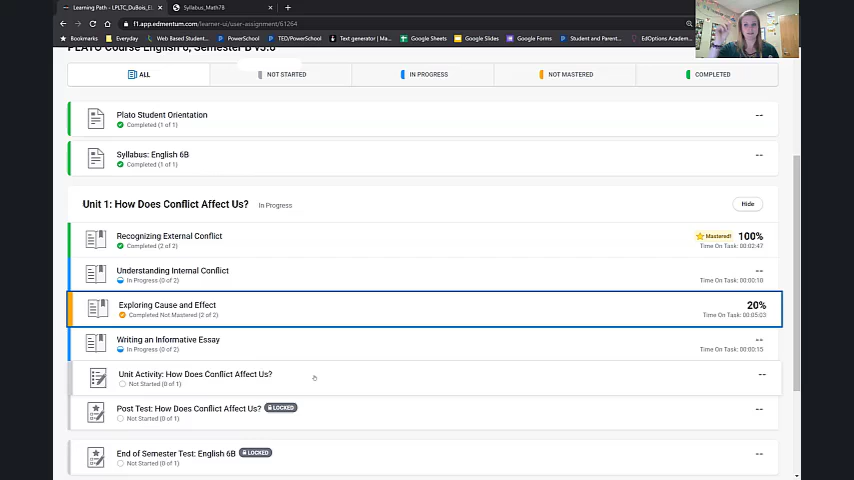 Learning Path - LPLTC_DuBois_El
Syllabus_Math7B
f1.app.edmentum.com/learner-ui/user-assignment/61264
Bookmarks
Everyday
Web Based Student...
PowerSchool
TED/PowerSchool
Text generator | Ma...
Google Sheets
Google Slides
Google Forms
Student and Parent...
EdOptions Academ...
PLATO Course English 6, Semester B v5.0
ALL
NOT STARTED
IN PROGRESS
NOT MASTERED
COMPLETED
Plato Student Orientation
--
Completed (1 of 1)
Syllabus: English 6B
--
Completed (1 of 1)
Unit 1: How Does Conflict Affect Us? In Progress
Hide
Recognizing External Conflict
Mastered! 100%
Completed (2 of 2)
Time On Task: 00:02:47
Understanding Internal Conflict
--
In Progress (0 of 2)
Time On Task: 00:00:10
Exploring Cause and Effect
20%
Completed Not Mastered (2 of 2)
Time On Task: 00:05:03
Writing an Informative Essay
--
In Progress (0 of 2)
Time On Task: 00:00:15
Unit Activity: How Does Conflict Affect Us?
--
Not Started (0 of 1)
Post Test: How Does Conflict Affect Us? LOCKED
--
Not Started (0 of 1)
End of Semester Test: English 6B LOCKED
--
Not Started (0 of 1)